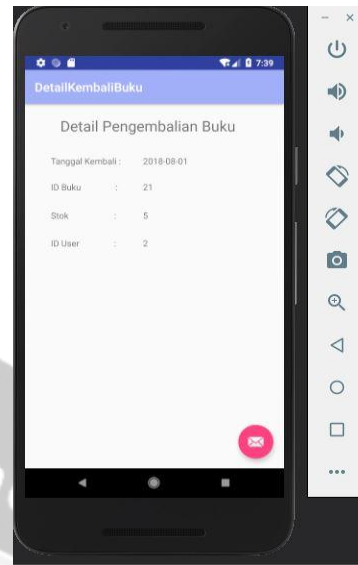 7:39
DetailKembaliBuku
Detail Pengembalian Buku
Tanggal Kembali : 2018-08-01
ID Buku : 21
Stok : 5
ID User : 2